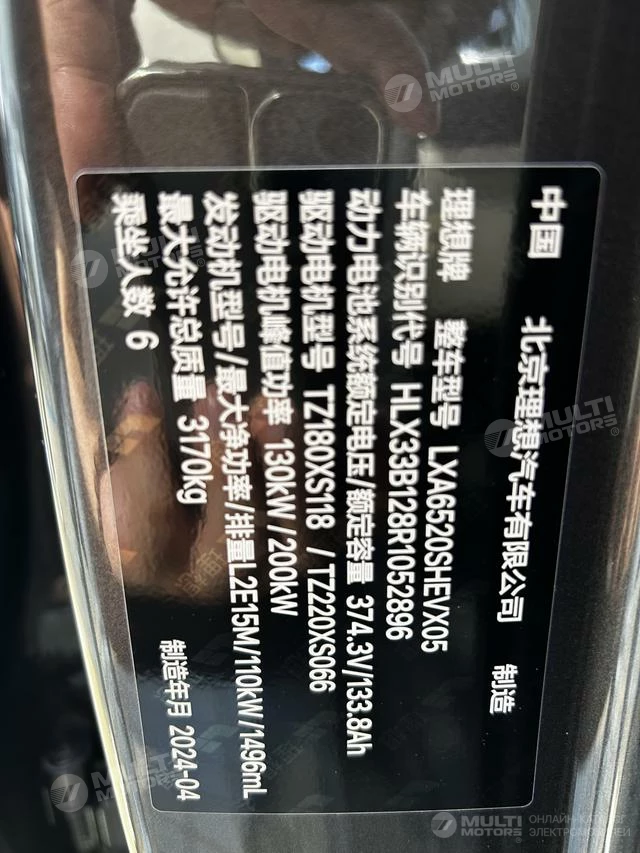 中国 北京理想汽车有限公司 制造
理想牌 整车型号 LXA6520SHEVX05
车辆识别代号 HLX33B128R1052896
动力电池系统额定电压/额定容量 374.3V/133.8Ah
驱动电机型号 TZ180XS118 / TZ220XS066
驱动电机峰值功率 130kW/200kW
发动机型号/最大净功率/排量L2E15M/110kW/1496mL
最大允许总质量 3170kg 制造年月 2024-04
乘坐人数 6
MULTI MOTORS®
MULTI MOTORS®
MULTI MOTORS®
MULTI MOTORS®
MULTI MOTORS® ОНЛАЙН-КАТАЛОГ ЭЛЕКТРОМОБИЛЕЙ